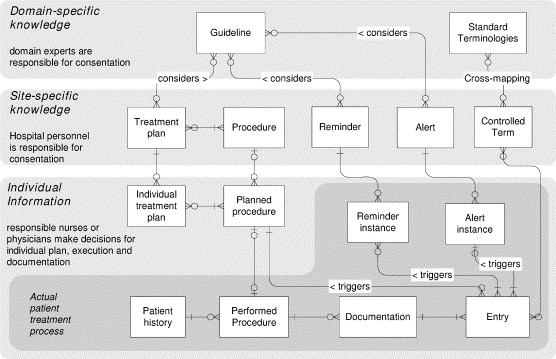 Domain-specific
knowledge
domain experts are
responsible for consentation
Guideline
Standard
Terminologies
< considers
considers >
< considers
Cross-mapping
Site-specific
knowledge
Hospital personnel
is responsible for
consentation
Treatment
plan
Procedure
Reminder
Alert
Controlled
Term
Individual
Information
responsible nurses or
physicians make decisions for
individual plan, execution and
documentation
Individual
treatment
plan
Planned
procedure
Reminder
instance
Alert
instance
< triggers
< triggers
< triggers
Actual
patient
treatment
process
Patient
history
Performed
Procedure
Documentation
Entry